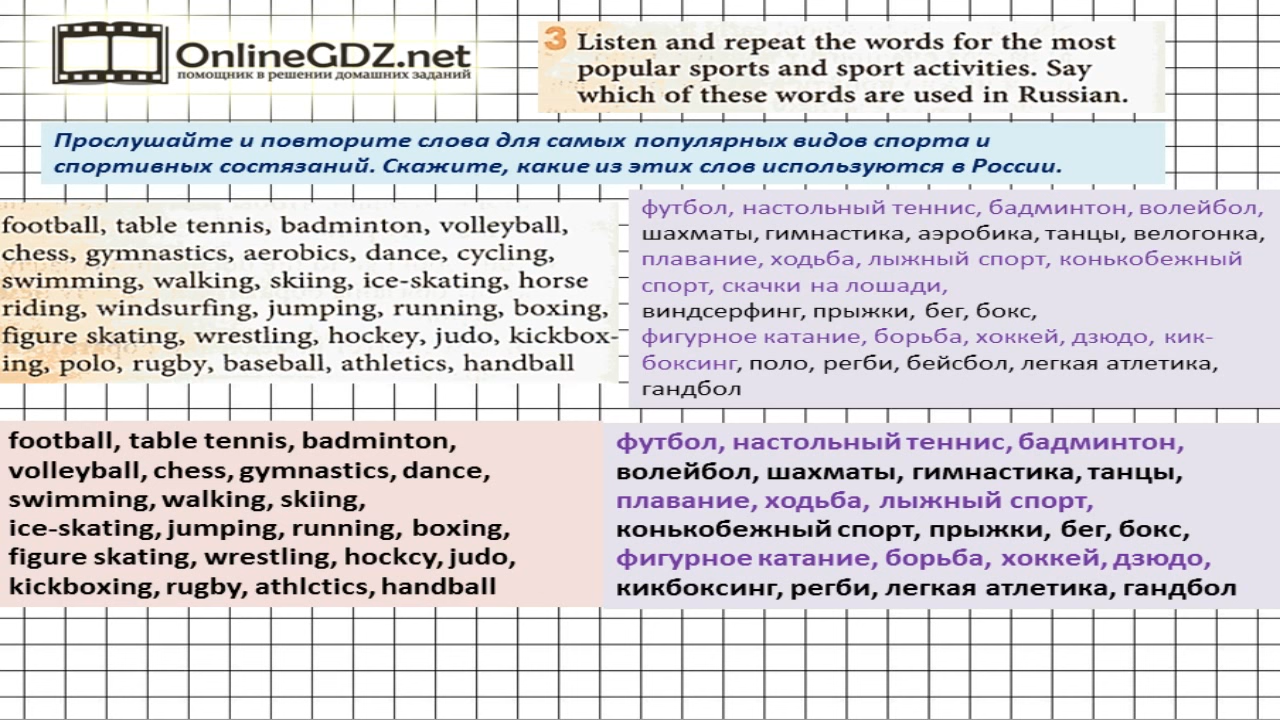 OnlineGDZ.net
помощник в решении домашних заданий
3 Listen and repeat the words for the most
popular sports and sport activities. Say
which of these words are used in Russian.
Прослушайте и повторите слова для самых популярных видов спорта и
спортивных состязаний. Скажите, какие из этих слов используются в России.
football, table tennis, badminton, volleyball,
chess, gymnastics, aerobics, dance, cycling,
swimming, walking, skiing, ice-skating, horse
riding, windsurfing, jumping, running, boxing,
figure skating, wrestling, hockey, judo, kickbox-
ing, polo, rugby, baseball, athletics, handball
футбол, настольный теннис, бадминтон, волейбол,
шахматы, гимнастика, аэробика, танцы, велогонка,
плавание, ходьба, лыжный спорт, конькобежный
спорт, скачки на лошади,
виндсерфинг, прыжки, бег, бокс,
фигурное катание, борьба, хоккей, дзюдо, кик-
боксинг, поло, регби, бейсбол, легкая атлетика,
гандбол
football, table tennis, badminton,
volleyball, chess, gymnastics, dance,
swimming, walking, skiing,
ice-skating, jumping, running, boxing,
figure skating, wrestling, hockcy, judo,
kickboxing, rugby, athlctics, handball
футбол, настольный теннис, бадминтон,
волейбол, шахматы, гимнастика, танцы,
плавание, ходьба, лыжный спорт,
конькобежный спорт, прыжки, бег, бокс,
фигурное катание, борьба, хоккей, дзюдо,
кикбоксинг, регби, легкая атлетика, гандбол